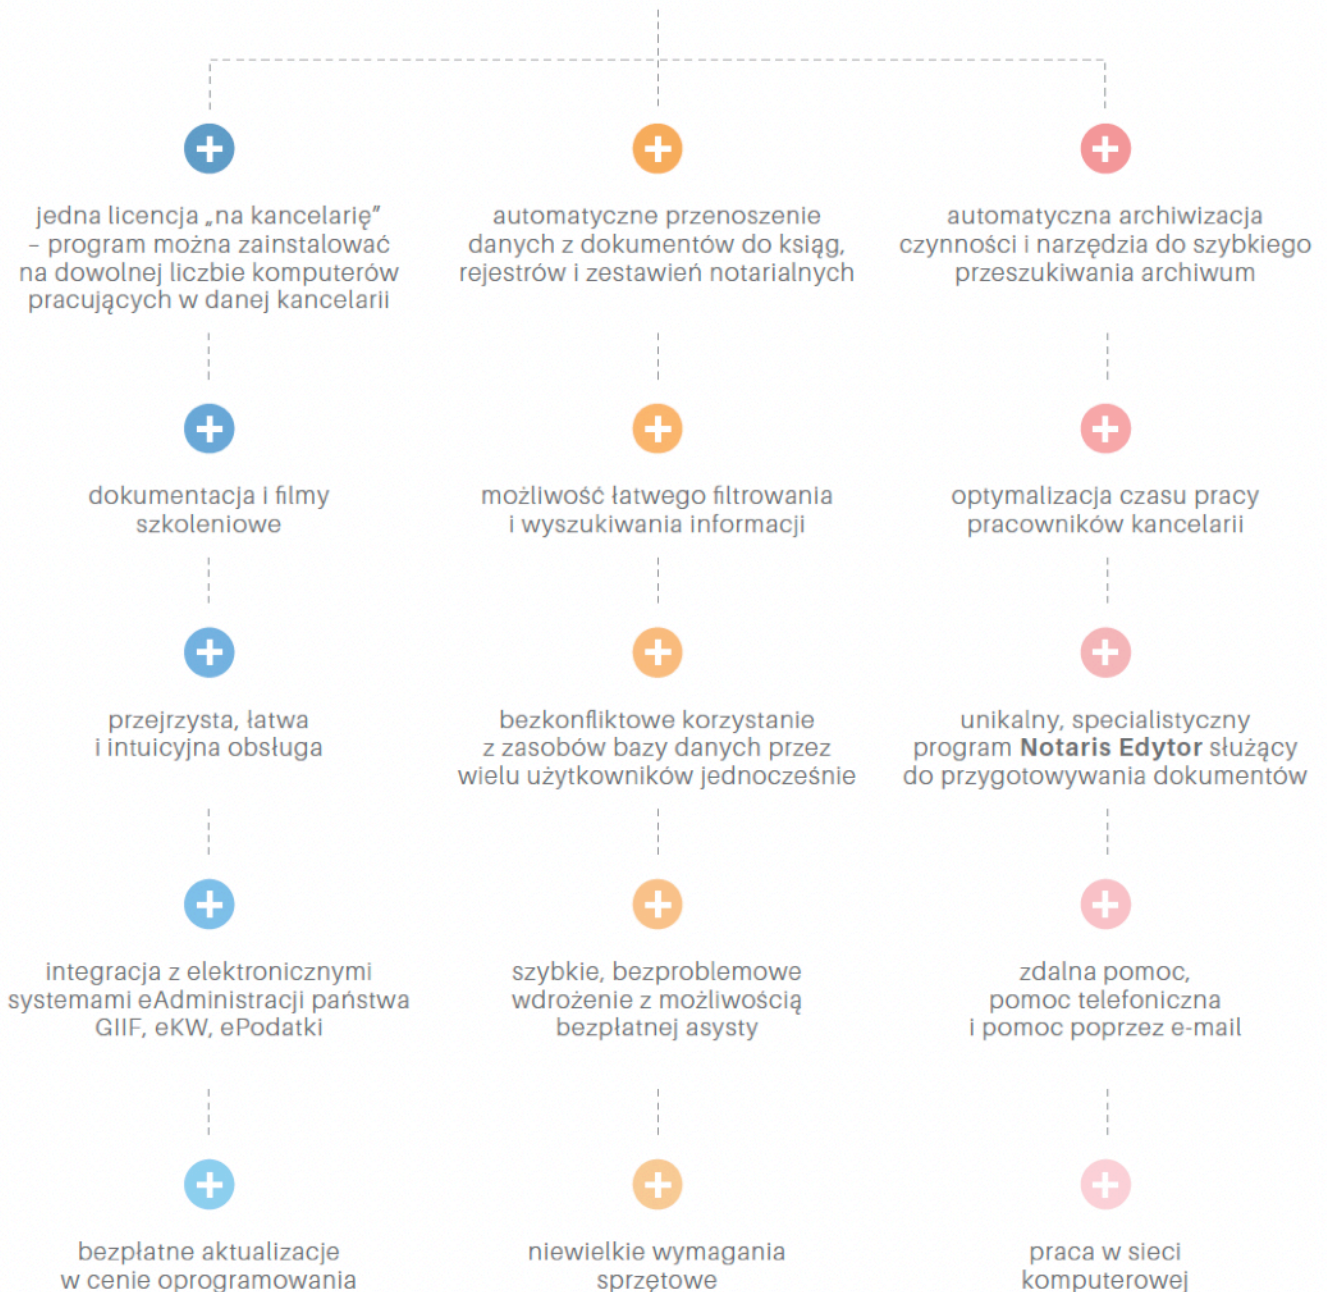 jedna licencja „na kancelarię”
– program można zainstalować
na dowolnej liczbie komputerów
pracujących w danej kancelarii
dokumentacja i filmy
szkoleniowe
przejrzysta, łatwa
i intuicyjna obsługa
integracja z elektronicznymi
systemami eAdministracji państwa
GIIF, eKW, ePodatki
bezpłatne aktualizacje
w cenie oprogramowania
automatyczne przenoszenie
danych z dokumentów do ksiąg,
rejestrów i zestawień notarialnych
możliwość łatwego filtrowania
i wyszukiwania informacji
bezkonfliktowe korzystanie
z zasobów bazy danych przez
wielu użytkowników jednocześnie
szybkie, bezproblemowe
wdrożenie z możliwością
bezpłatnej asysty
niewielkie wymagania
sprzętowe
automatyczna archiwizacja
czynności i narzędzia do szybkiego
przeszukiwania archiwum
optymalizacja czasu pracy
pracowników kancelarii
unikalny, specialistyczny
program Notaris Edytor służący
do przygotowywania dokumentów
zdalna pomoc,
pomoc telefoniczna
i pomoc poprzez e-mail
praca w sieci
komputerowej